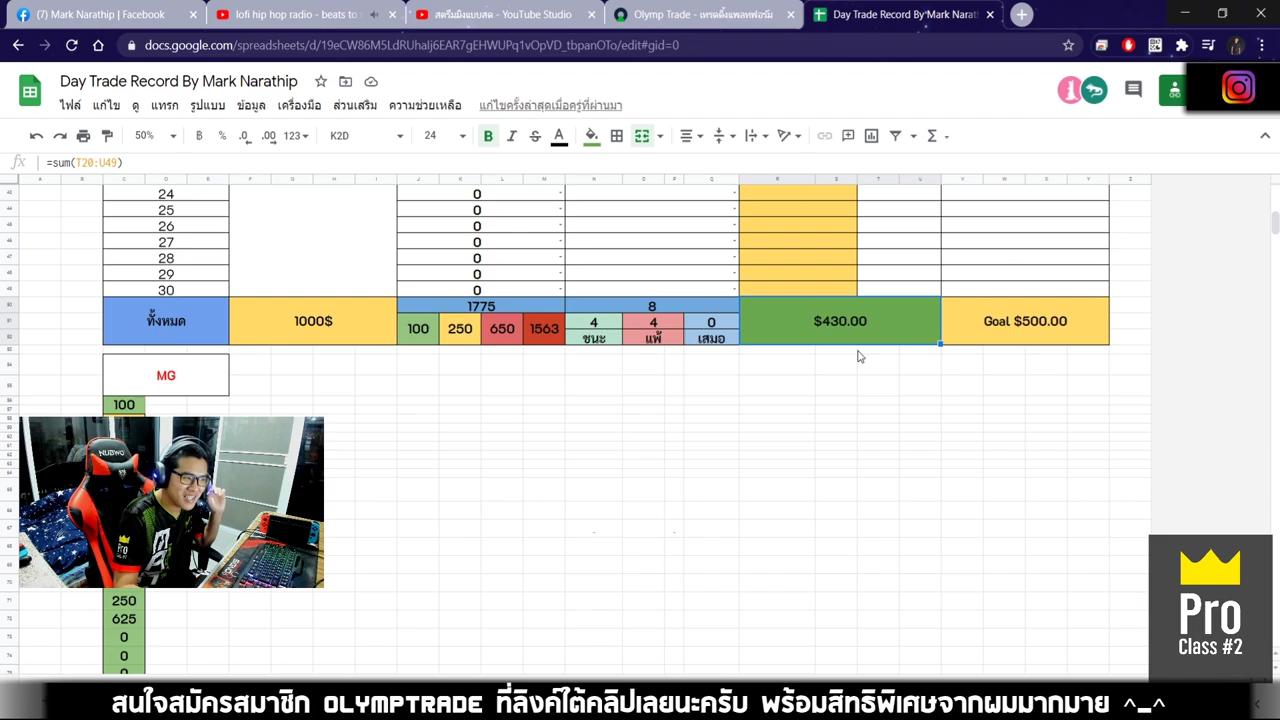 (7) Mark Narathip | Facebook
lofi hip hop radio - beats to r
สตรีมมิงแบบสด - YouTube Studio
Olymp Trade - เทรดดิ้งแพลทฟอร์ม
Day Trade Record By Mark Narath
docs.google.com/spreadsheets/d/19eCW86M5LdRUhaIj6EAR7gEHWUPq1vOpVD_tbpanOTo/edit#gid=0
Day Trade Record By Mark Narathip
ไฟล์ แก้ไข ดู แทรก รูปแบบ ข้อมูล เครื่องมือ ส่วนเสริม ความช่วยเหลือ แก้ไขครั้งล่าสุดเมื่อครู่ที่ผ่านมา
50% ฿ % .0 .00 123 K2D 24 B I S A Σ
fx =sum(T20:U49)
A B C D E F G H I J K L M N O P Q R S T U V W X Y Z
24 0 -
25 0 -
26 0 -
27 0 -
28 0 -
29 0 -
30 0 -
ทั้งหมด 1000$ 1775 8 $430.00 Goal $500.00
100 250 650 1563 4 4 0
ชนะ แพ้ เสมอ
MG
100
250
625
0
0
0
NUBWO
Pro
Pro
Class #2
สนใจสมัครสมาชิก OLYMPTRADE ที่ลิงค์ใต้คลิปเลยนะครับ พร้อมสิทธิพิเศษจากผมมากมาย ^_^